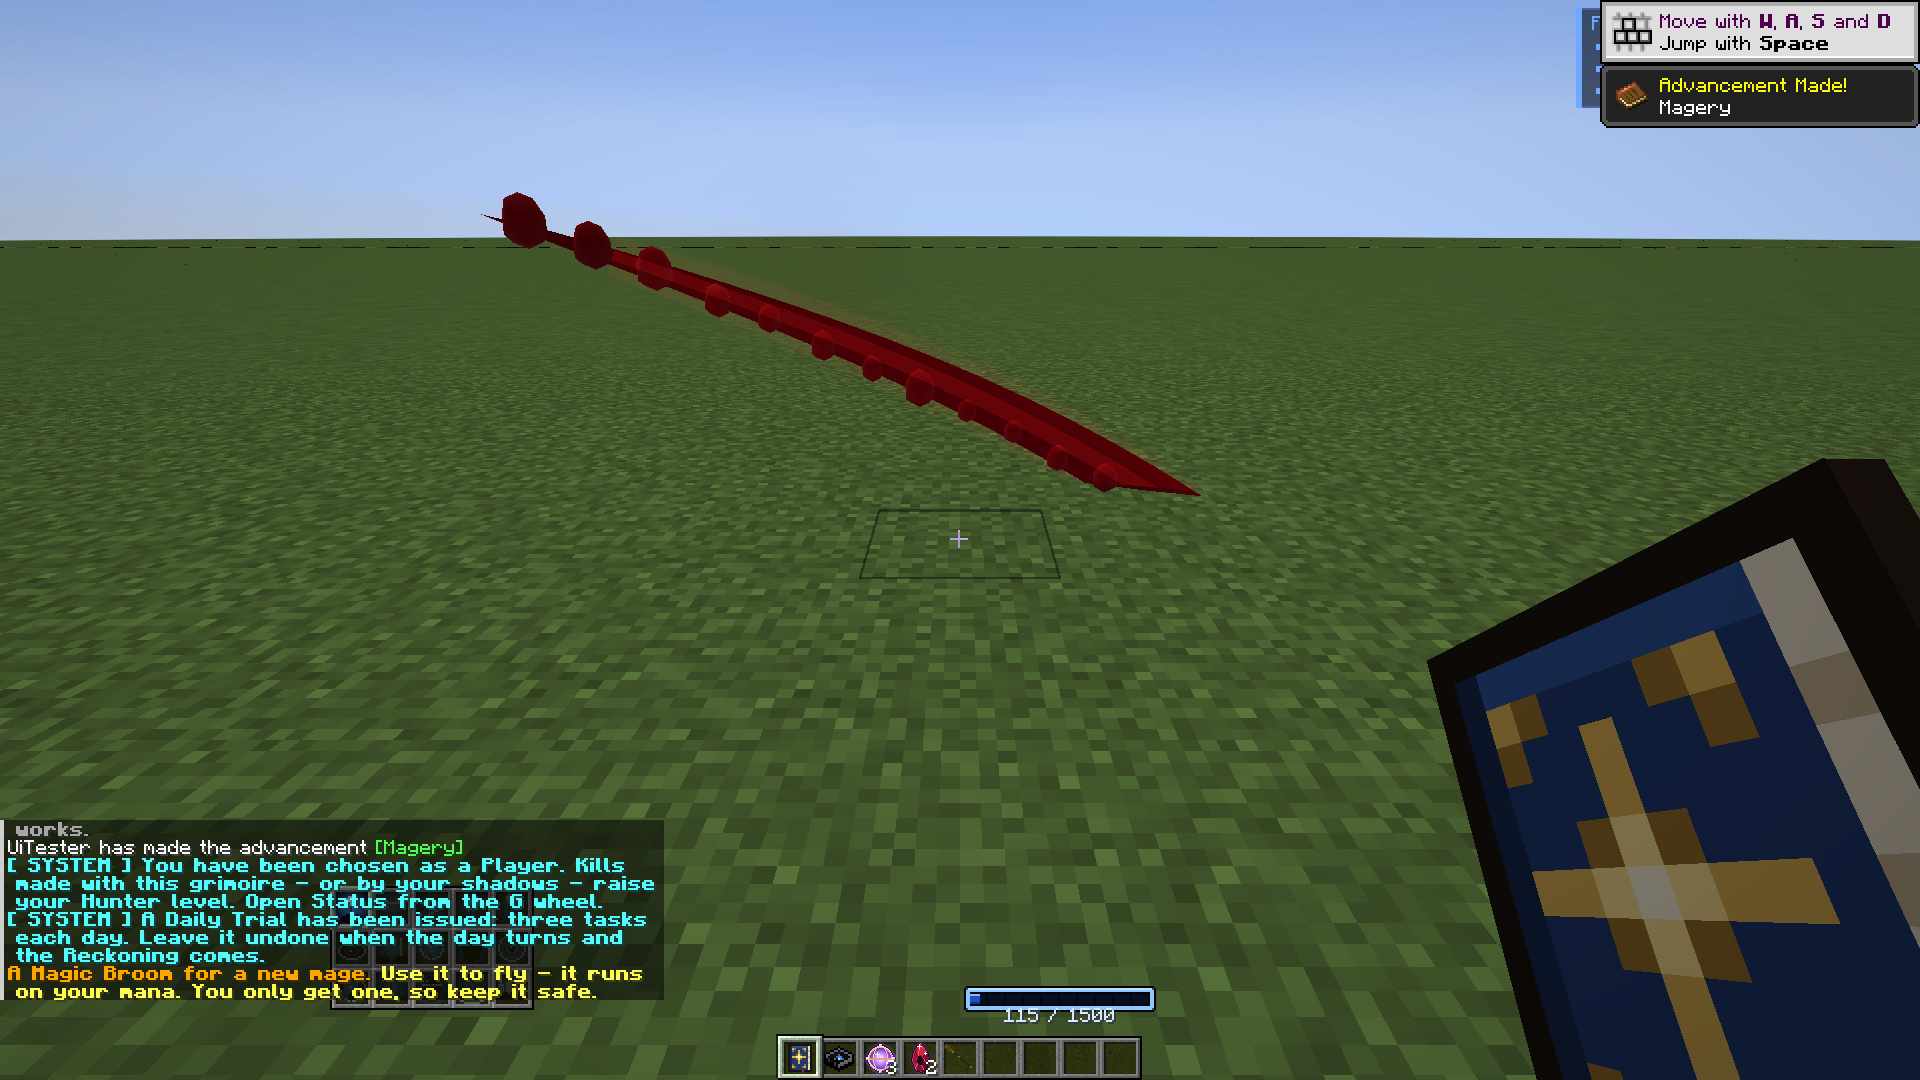 Move with W, A, S and D
Jump with Space
Advancement Made!
Magery
works.
UiTester has made the advancement [Magery]
[ SYSTEM ] You have been chosen as a Player. Kills
made with this grimoire - or by your shadows - raise
your Hunter level. Open Status from the G wheel.
[ SYSTEM ] A Daily Trial has been issued: three tasks
each day. Leave it undone when the day turns and
the Reckoning comes.
A Magic Broom for a new mage. Use it to fly - it runs
on your mana. You only get one, so keep it safe.
115 / 1500
3
2